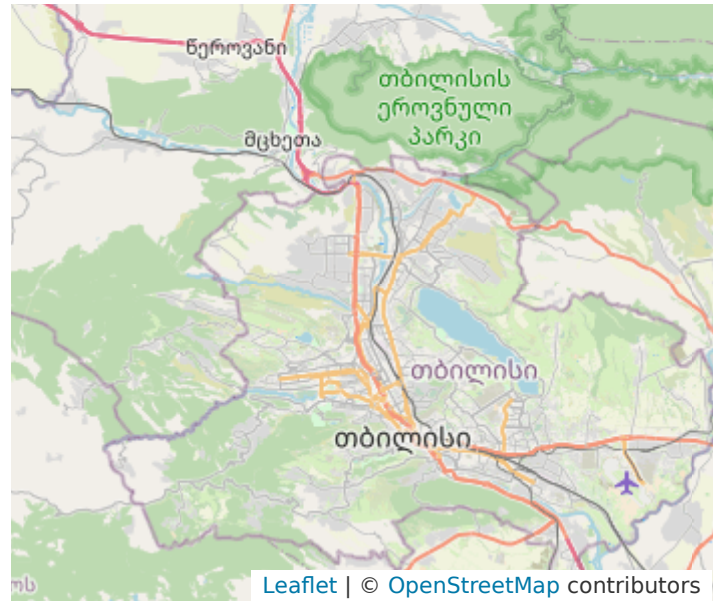 წეროვანი
თბილისის
ეროვნული
პარკი
მცხეთა
თბილისი
თბილისი
Leaflet | © OpenStreetMap contributors